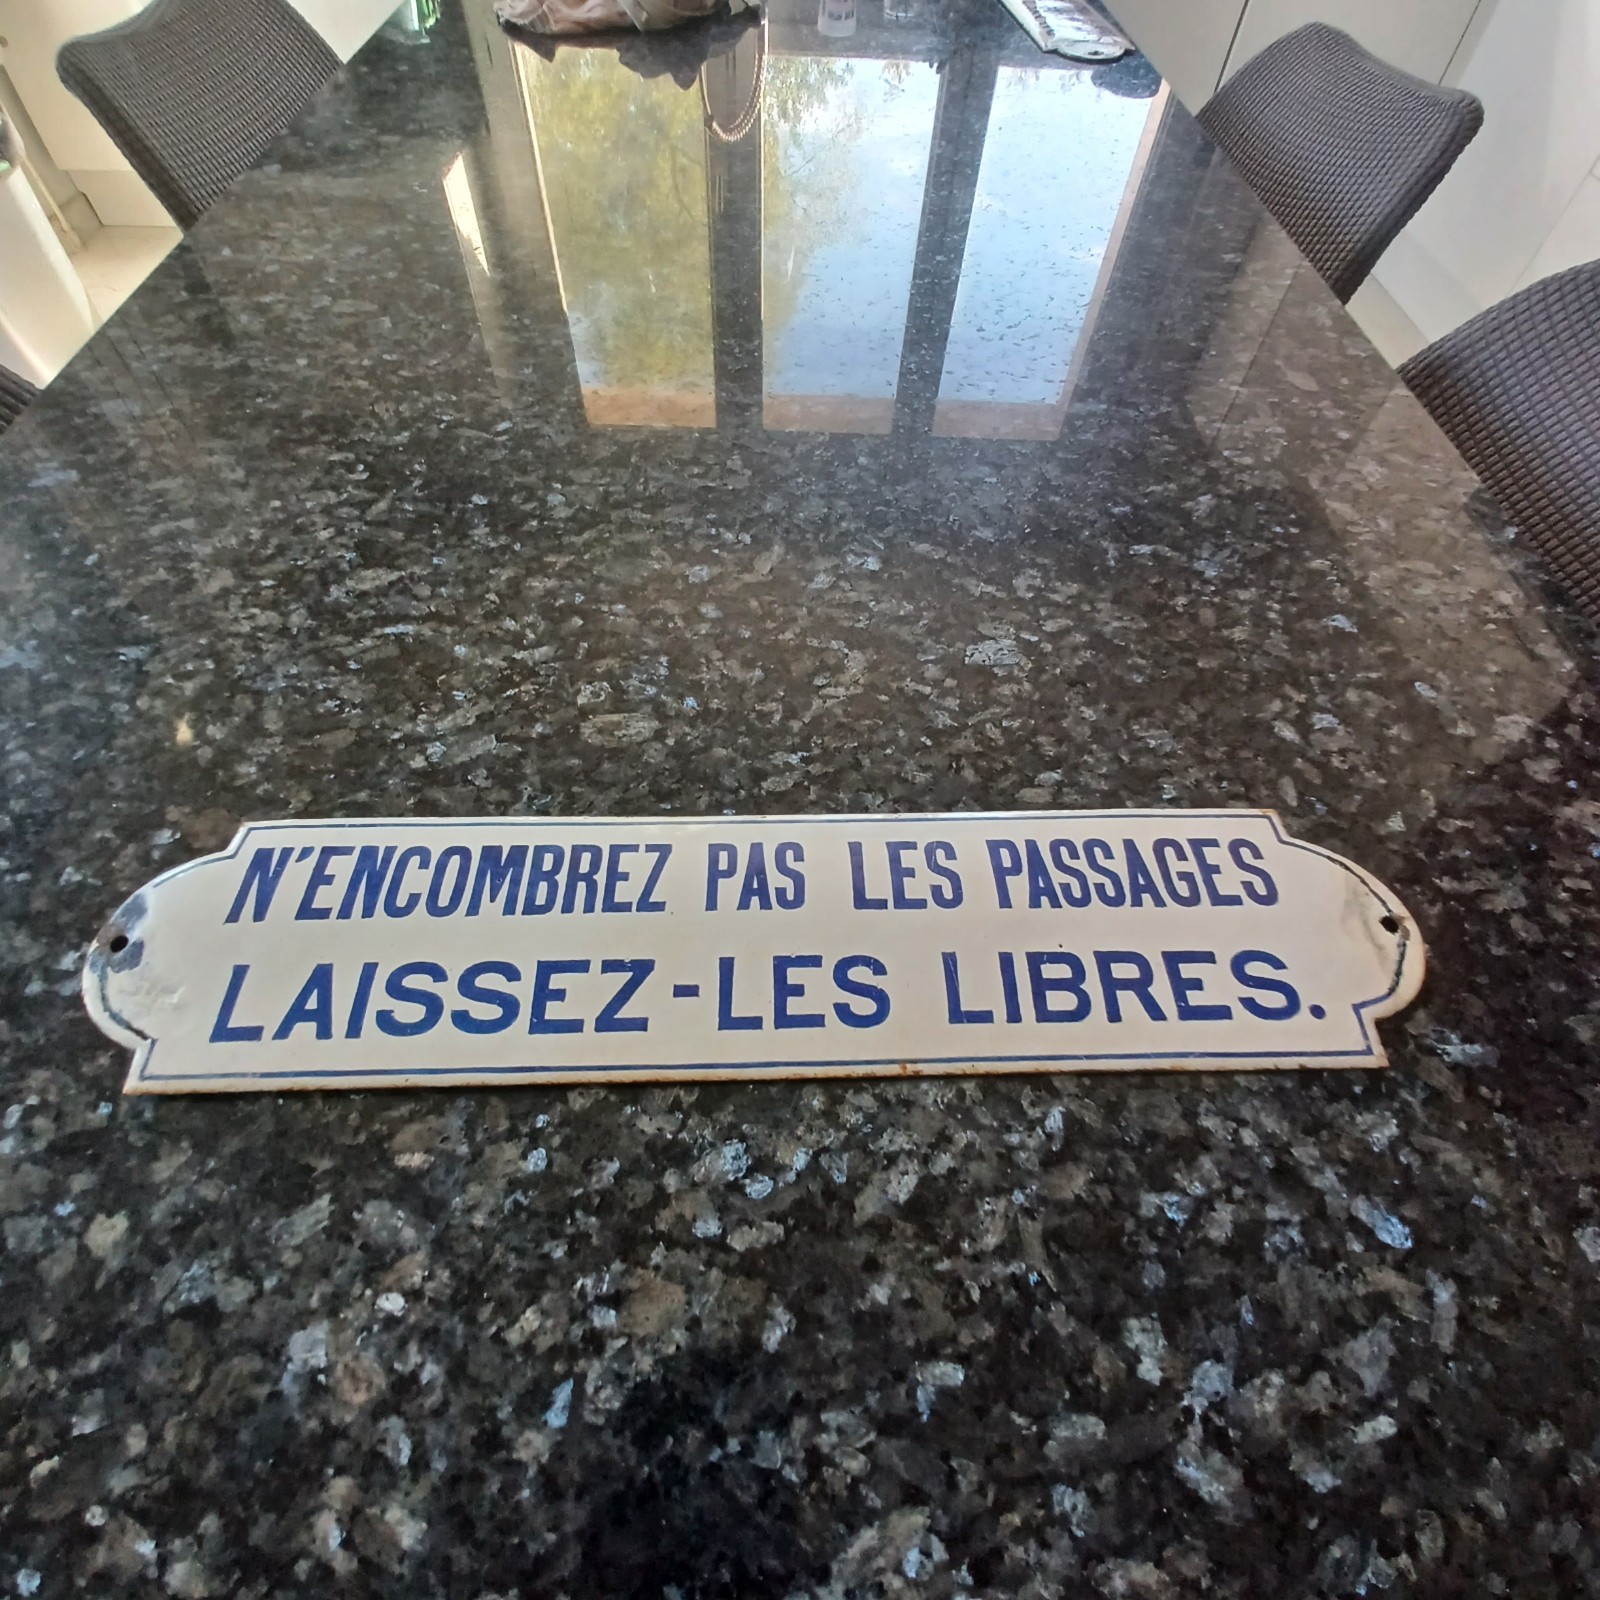 N'ENCOMBREZ PAS LES PASSAGES
LAISSEZ-LES LIBRES.